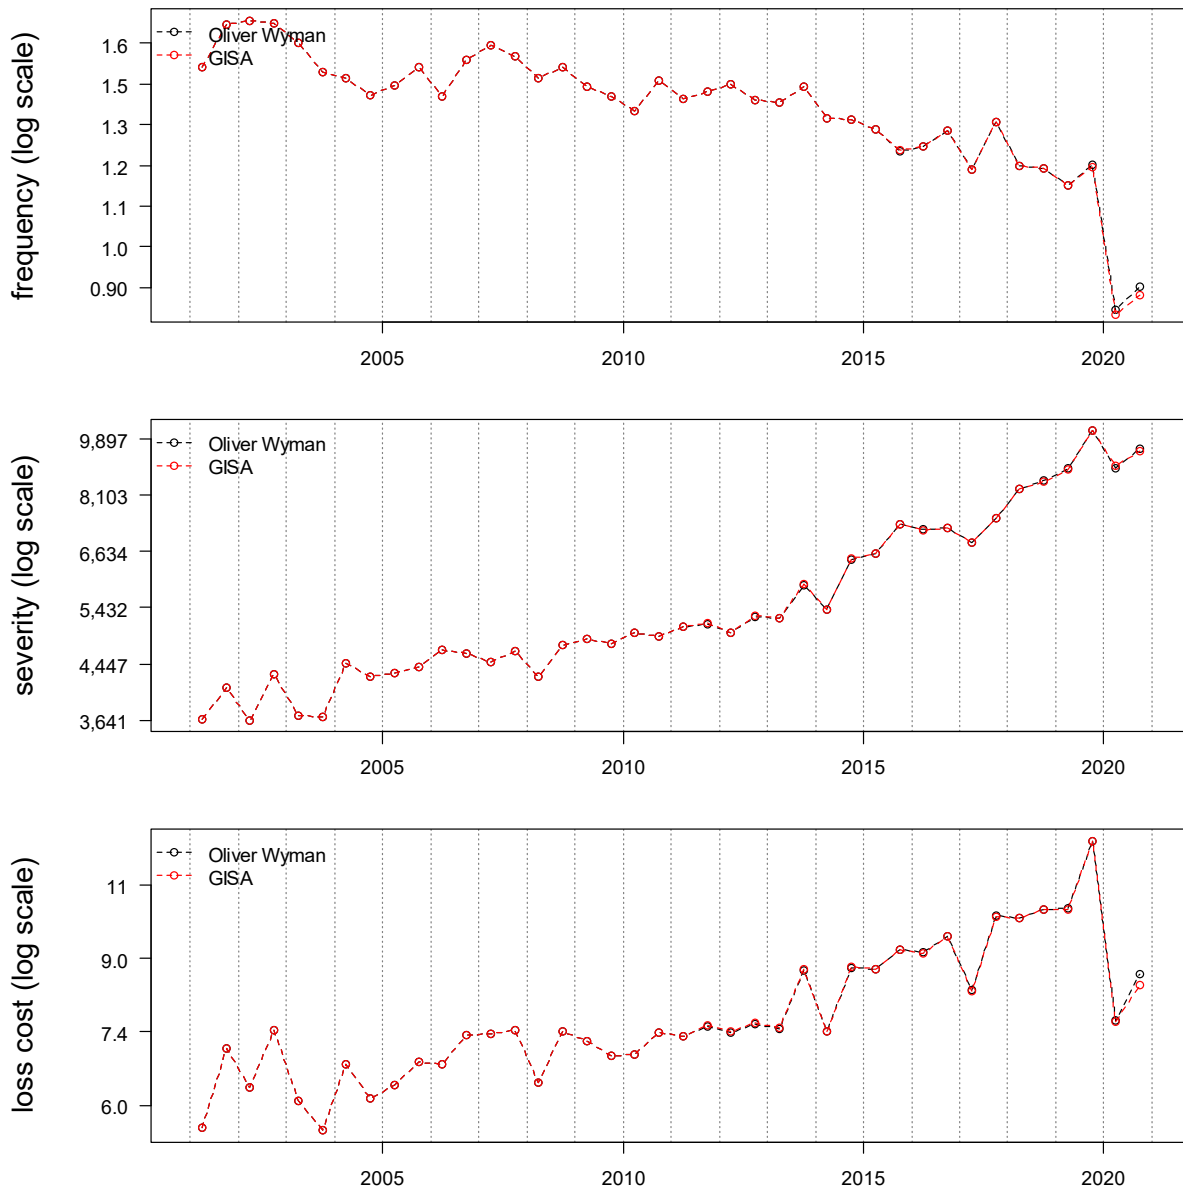 frequency (log scale)
1.6
1.5
1.3
1.2
1.1
1.0
0.90
Oliver Wyman
GISA
2005 2010 2015 2020
severity (log scale)
9,897
8,103
6,634
5,432
4,447
3,641
Oliver Wyman
GISA
2005 2010 2015 2020
loss cost (log scale)
11
9.0
7.4
6.0
Oliver Wyman
GISA
2005 2010 2015 2020